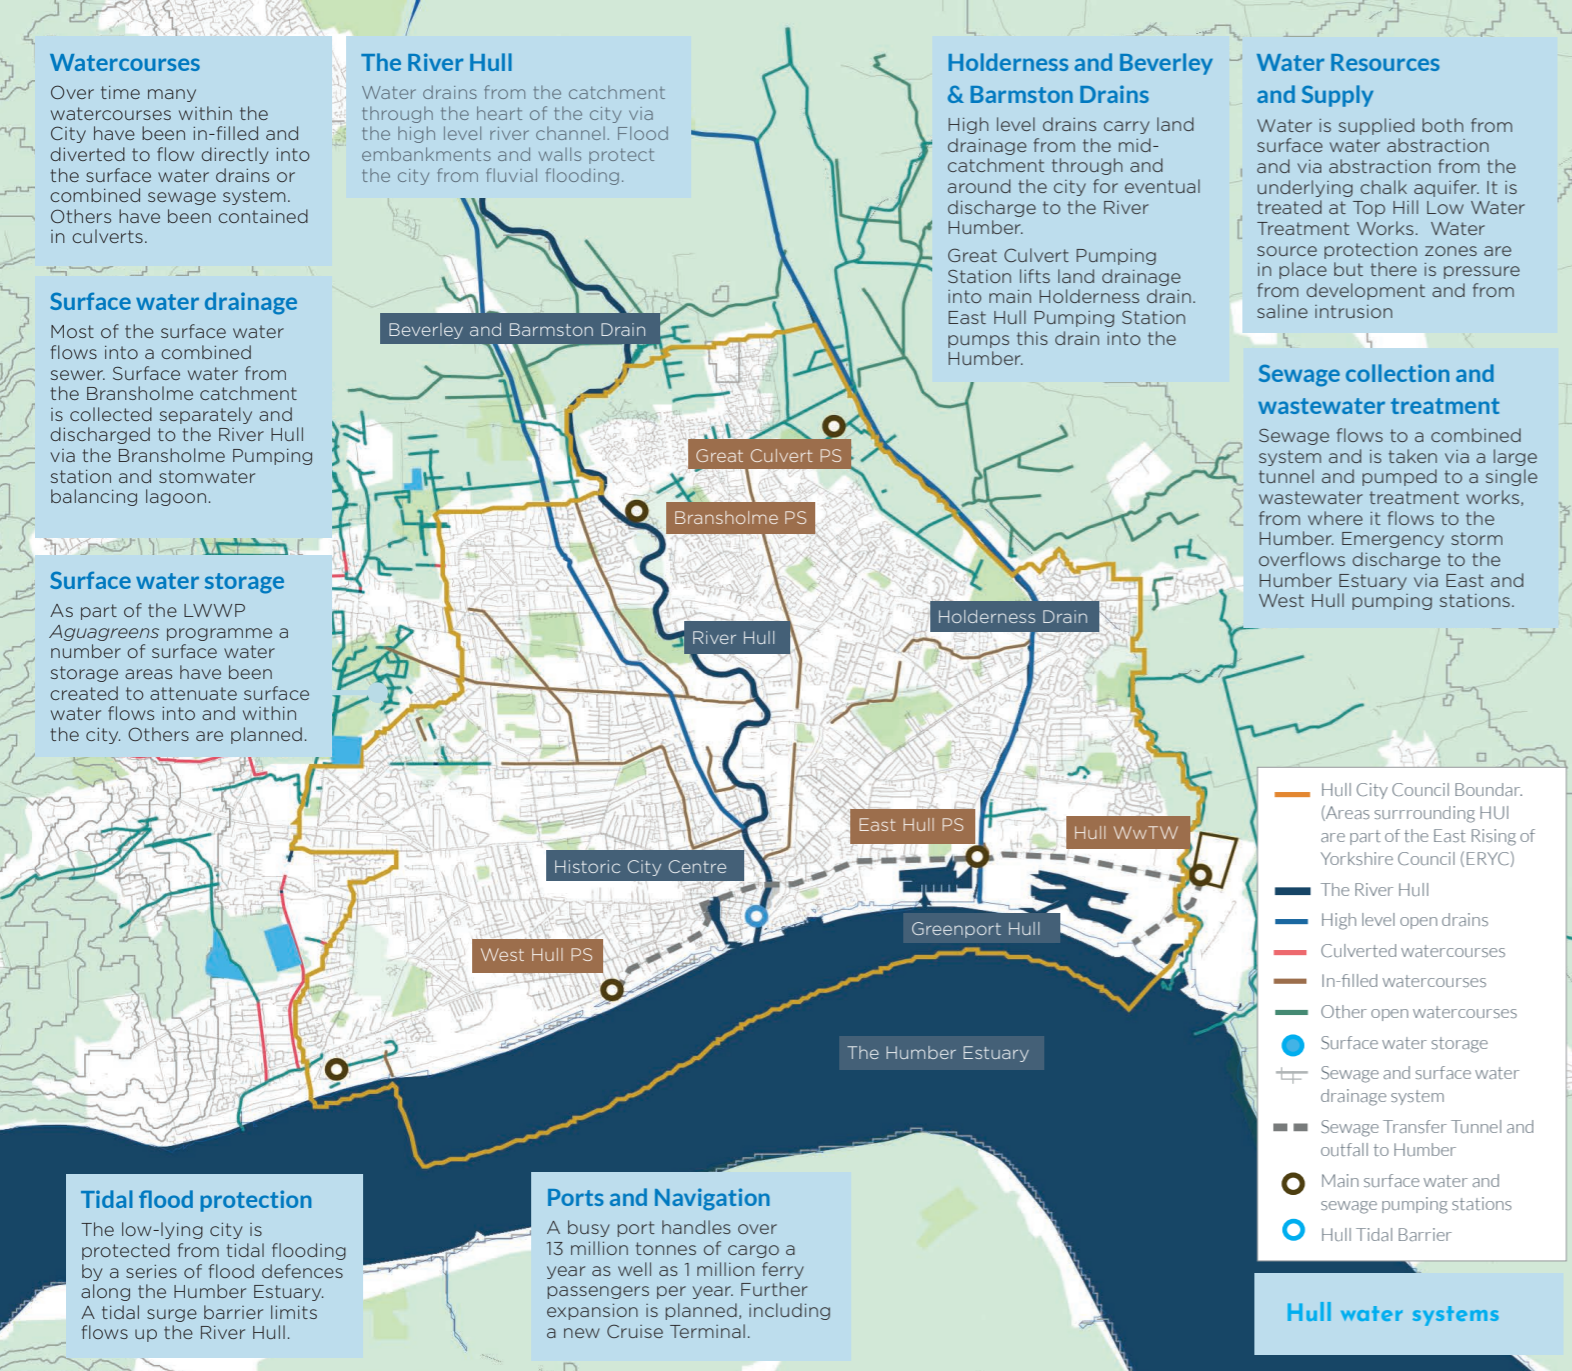 Watercourses
Over time many
watercourses within the
City have been in-filled and
diverted to flow directly into
the surface water drains or
combined sewage system.
Others have been contained
in culverts.
The River Hull
Water drains from the catchment
through the heart of the city via
the high level river channel. Flood
embankments and walls protect
the city from fluvial flooding.
Holderness and Beverley
& Barmston Drains
High level drains carry land
drainage from the mid-
catchment through and
around the city for eventual
discharge to the River
Humber.
Great Culvert Pumping
Station lifts land drainage
into main Holderness drain.
East Hull Pumping Station
pumps this drain into the
Humber.
Water Resources
and Supply
Water is supplied both from
surface water abstraction
and via abstraction from the
underlying chalk aquifer. It is
treated at Top Hill Low Water
Treatment Works. Water
source protection zones are
in place but there is pressure
from development and from
saline intrusion
Surface water drainage
Most of the surface water
flows into a combined
sewer. Surface water from
the Bransholme catchment
is collected separately and
discharged to the River Hull
via the Bransholme Pumping
station and stomwater
balancing lagoon.
Sewage collection and
wastewater treatment
Sewage flows to a combined
system and is taken via a large
tunnel and pumped to a single
wastewater treatment works,
from where it flows to the
Humber. Emergency storm
overflows discharge to the
Humber Estuary via East and
West Hull pumping stations.
Surface water storage
As part of the LWWP
Aguagreens programme a
number of surface water
storage areas have been
created to attenuate surface
water flows into and within
the city. Others are planned.
Beverley and Barmston Drain
Great Culvert PS
Bransholme PS
Holderness Drain
River Hull
East Hull PS
Hull WwTW
Historic City Centre
Greenport Hull
West Hull PS
The Humber Estuary
Hull City Council Boundar.
(Areas surrrounding HUl
are part of the East Rising of
Yorkshire Council (ERYC)
The River Hull
High level open drains
Culverted watercourses
In-filled watercourses
Other open watercourses
Surface water storage
Sewage and surface water
drainage system
Sewage Transfer Tunnel and
outfall to Humber
Main surface water and
sewage pumping stations
Hull Tidal Barrier
Tidal flood protection
The low-lying city is
protected from tidal flooding
by a series of flood defences
along the Humber Estuary.
A tidal surge barrier limits
flows up the River Hull.
Ports and Navigation
A busy port handles over
13 million tonnes of cargo a
year as well as 1 million ferry
passengers per year. Further
expansion is planned, including
a new Cruise Terminal.
Hull water systems